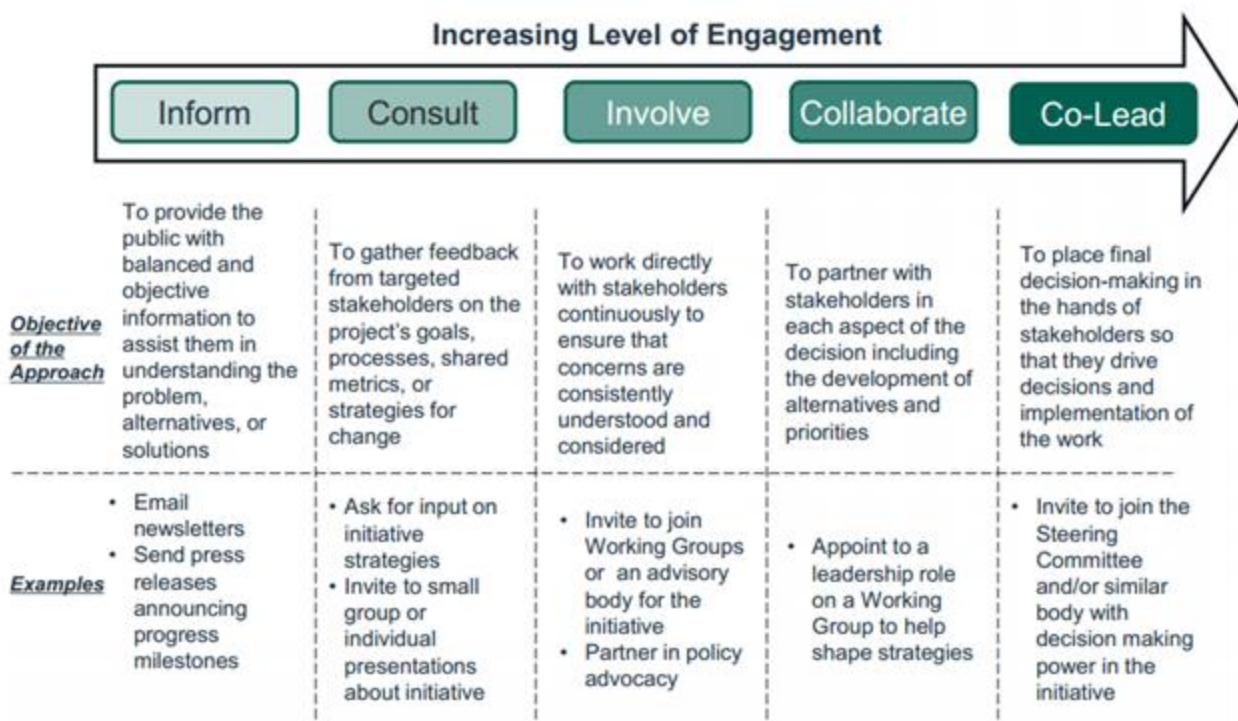 Increasing Level of Engagement
Inform
Consult
Involve
Collaborate
Co-Lead
Objective
of the
Approach
To provide the
public with
balanced and
objective
information to
assist them in
understanding the
problem,
alternatives, or
solutions
To gather feedback
from targeted
stakeholders on the
project's goals,
processes, shared
metrics, or
strategies for
change
To work directly
with stakeholders
continuously to
ensure that
concerns are
consistently
understood and
considered
To partner with
stakeholders in
each aspect of the
decision including
the development of
alternatives and
priorities
To place final
decision-making in
the hands of
stakeholders so
that they drive
decisions and
implementation of
the work
Examples
• Email
newsletters
• Send press
releases
announcing
progress
milestones
• Ask for input on
initiative
strategies
• Invite to small
group or
individual
presentations
about initiative
• Invite to join
Working Groups
or an advisory
body for the
initiative
• Partner in policy
advocacy
• Appoint to a
leadership role
on a Working
Group to help
shape strategies
• Invite to join the
Steering
Committee
and/or similar
body with
decision making
power in the
initiative